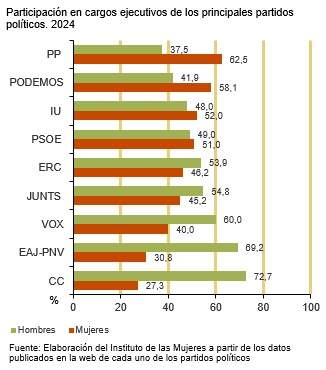 Participación en cargos ejecutivos de los principales partidos
políticos. 2024
PP 37,5
62,5
PODEMOS 41,9
58,1
IU 48,0
52,0
PSOE 49,0
51,0
ERC 53,9
46,2
JUNTS 54,8
45,2
VOX 60,0
40,0
EAJ-PNV 69,2
30,8
CC 72,7
27,3
% 0 20 40 60 80 100
Hombres Mujeres
Fuente: Elaboración del Instituto de las Mujeres a partir de los datos
publicados en la web de cada uno de los partidos políticos